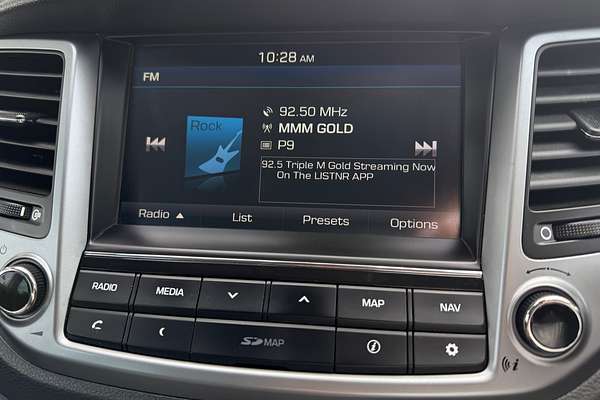 10:28 AM
FM
92.50 MHz
Rock
MMM GOLD
P9
92.5 Triple M Gold Streaming Now
On The LISTNR APP
Radio ▲
List
Presets
Options
RADIO
MEDIA
MAP
NAV
SD MAP